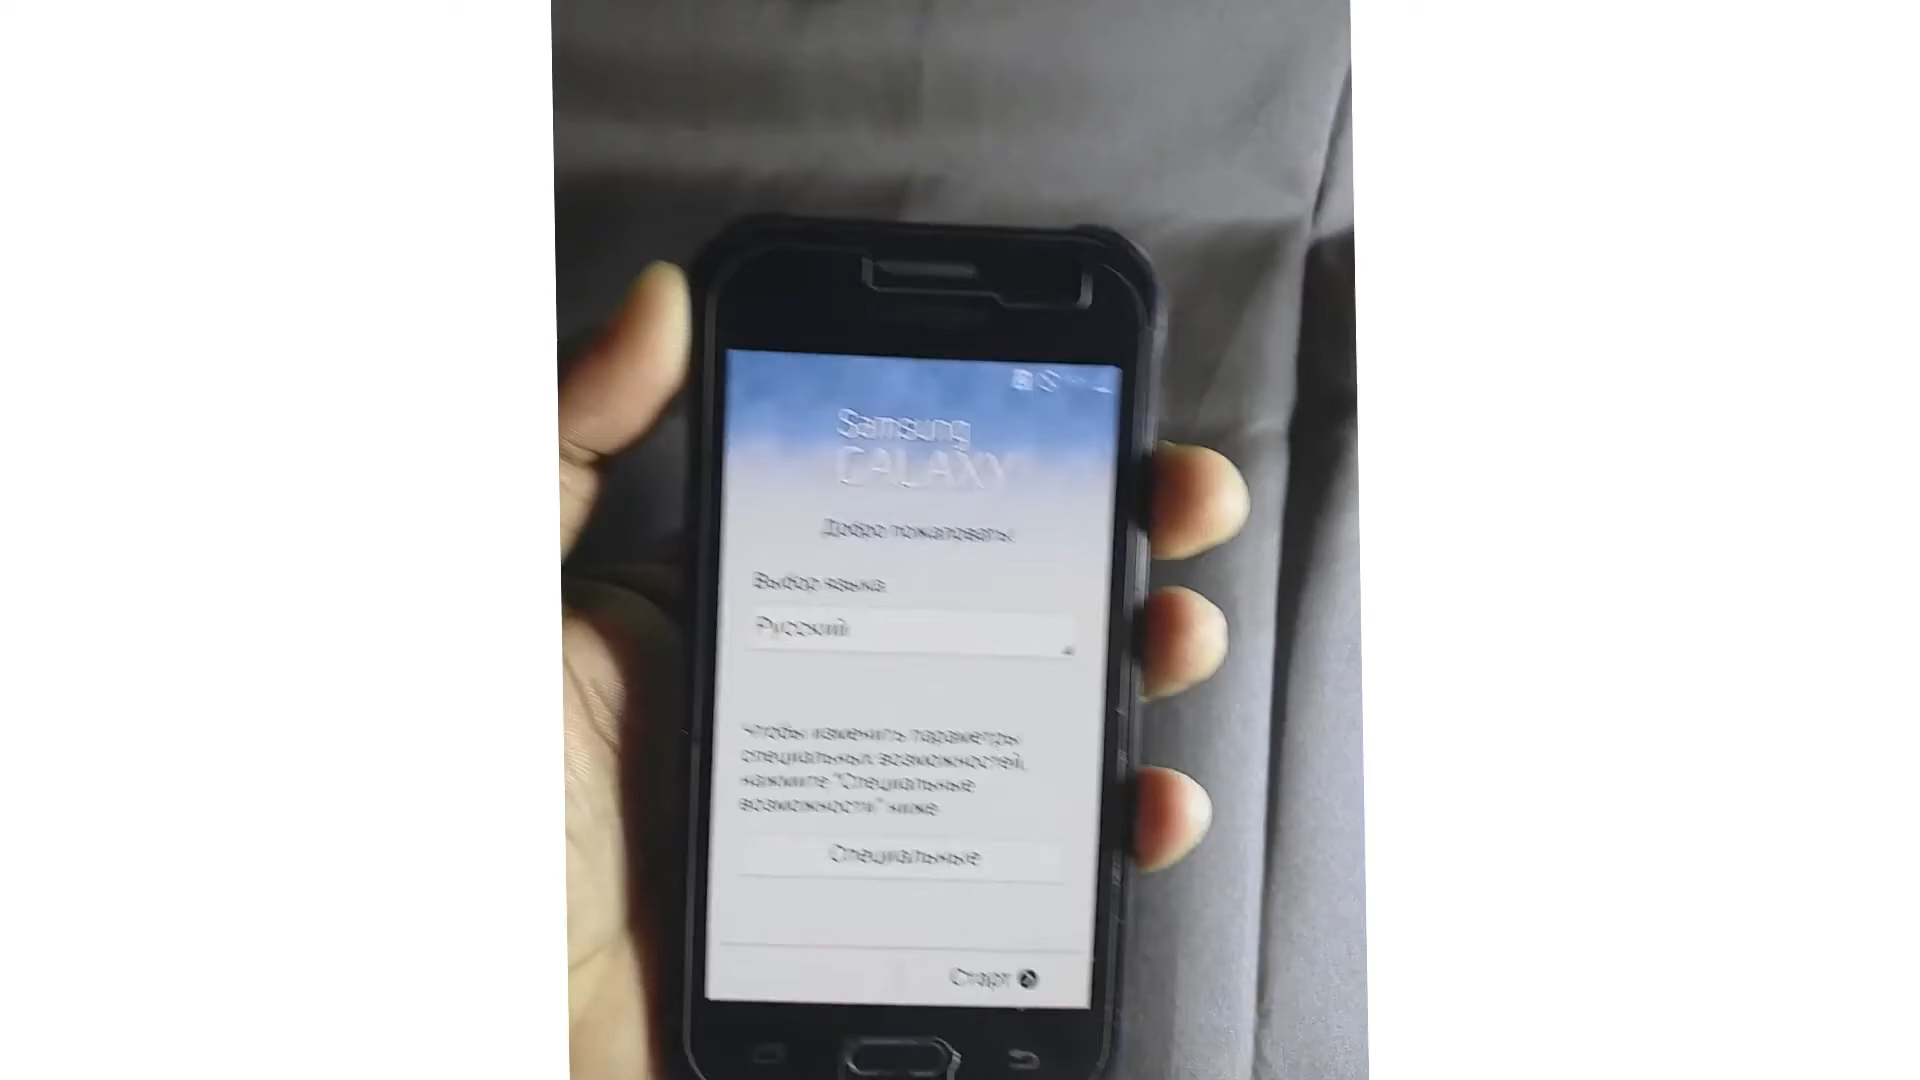 Samsung
GALAXY
Добро пожаловать!
Выбор языка
Русский
Чтобы изменить параметры
специальных возможностей,
нажмите "Специальные
возможности" ниже
Специальные
Старт